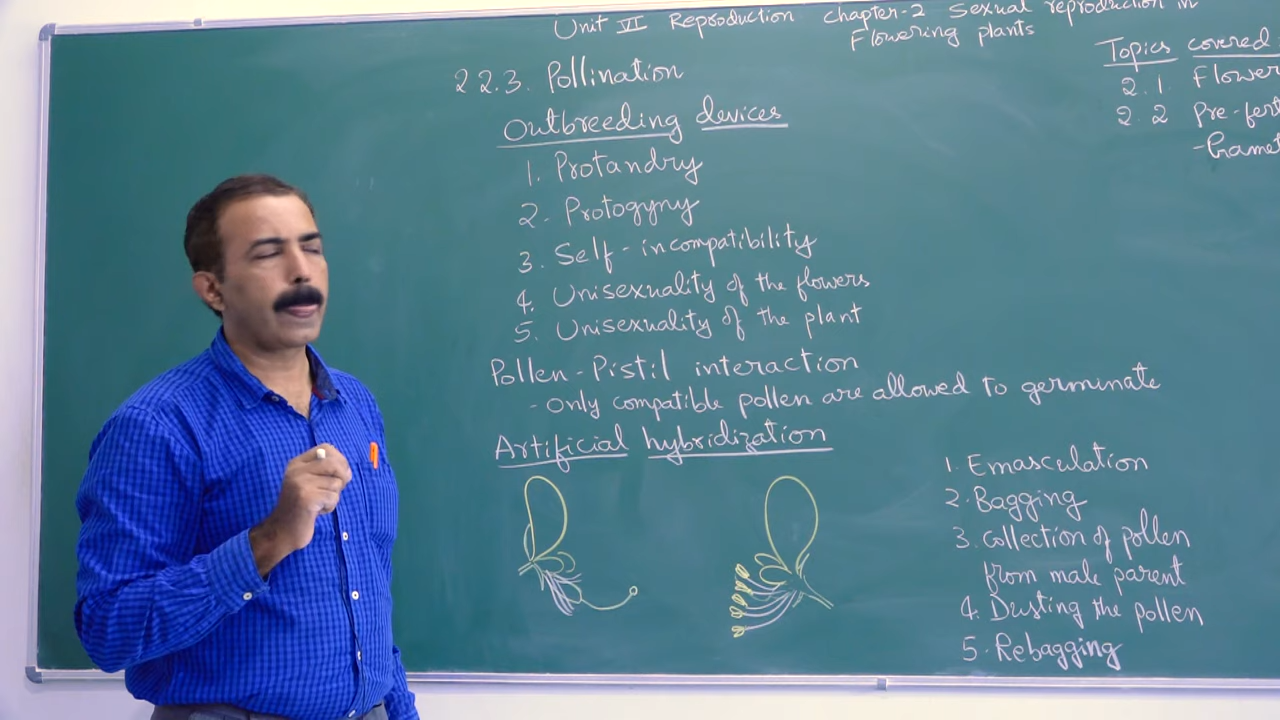 Unit VI Reproduction chapter-2 Sexual reproduction in
Flowering plants
2.2.3. Pollination
Outbreeding devices
1. Protandry
2. Protogyny
3. Self-incompatibility
4. Unisexuality of the flowers
5. Unisexuality of the plant
Pollen-Pistil interaction
- Only compatible pollen are allowed to germinate
Artificial hybridization
1. Emasculation
2. Bagging
3. Collection of pollen
from male parent
4. Dusting the pollen
5. Rebagging
Topics covered
2.1 Flower
2.2 Pre-fert
-Gamet